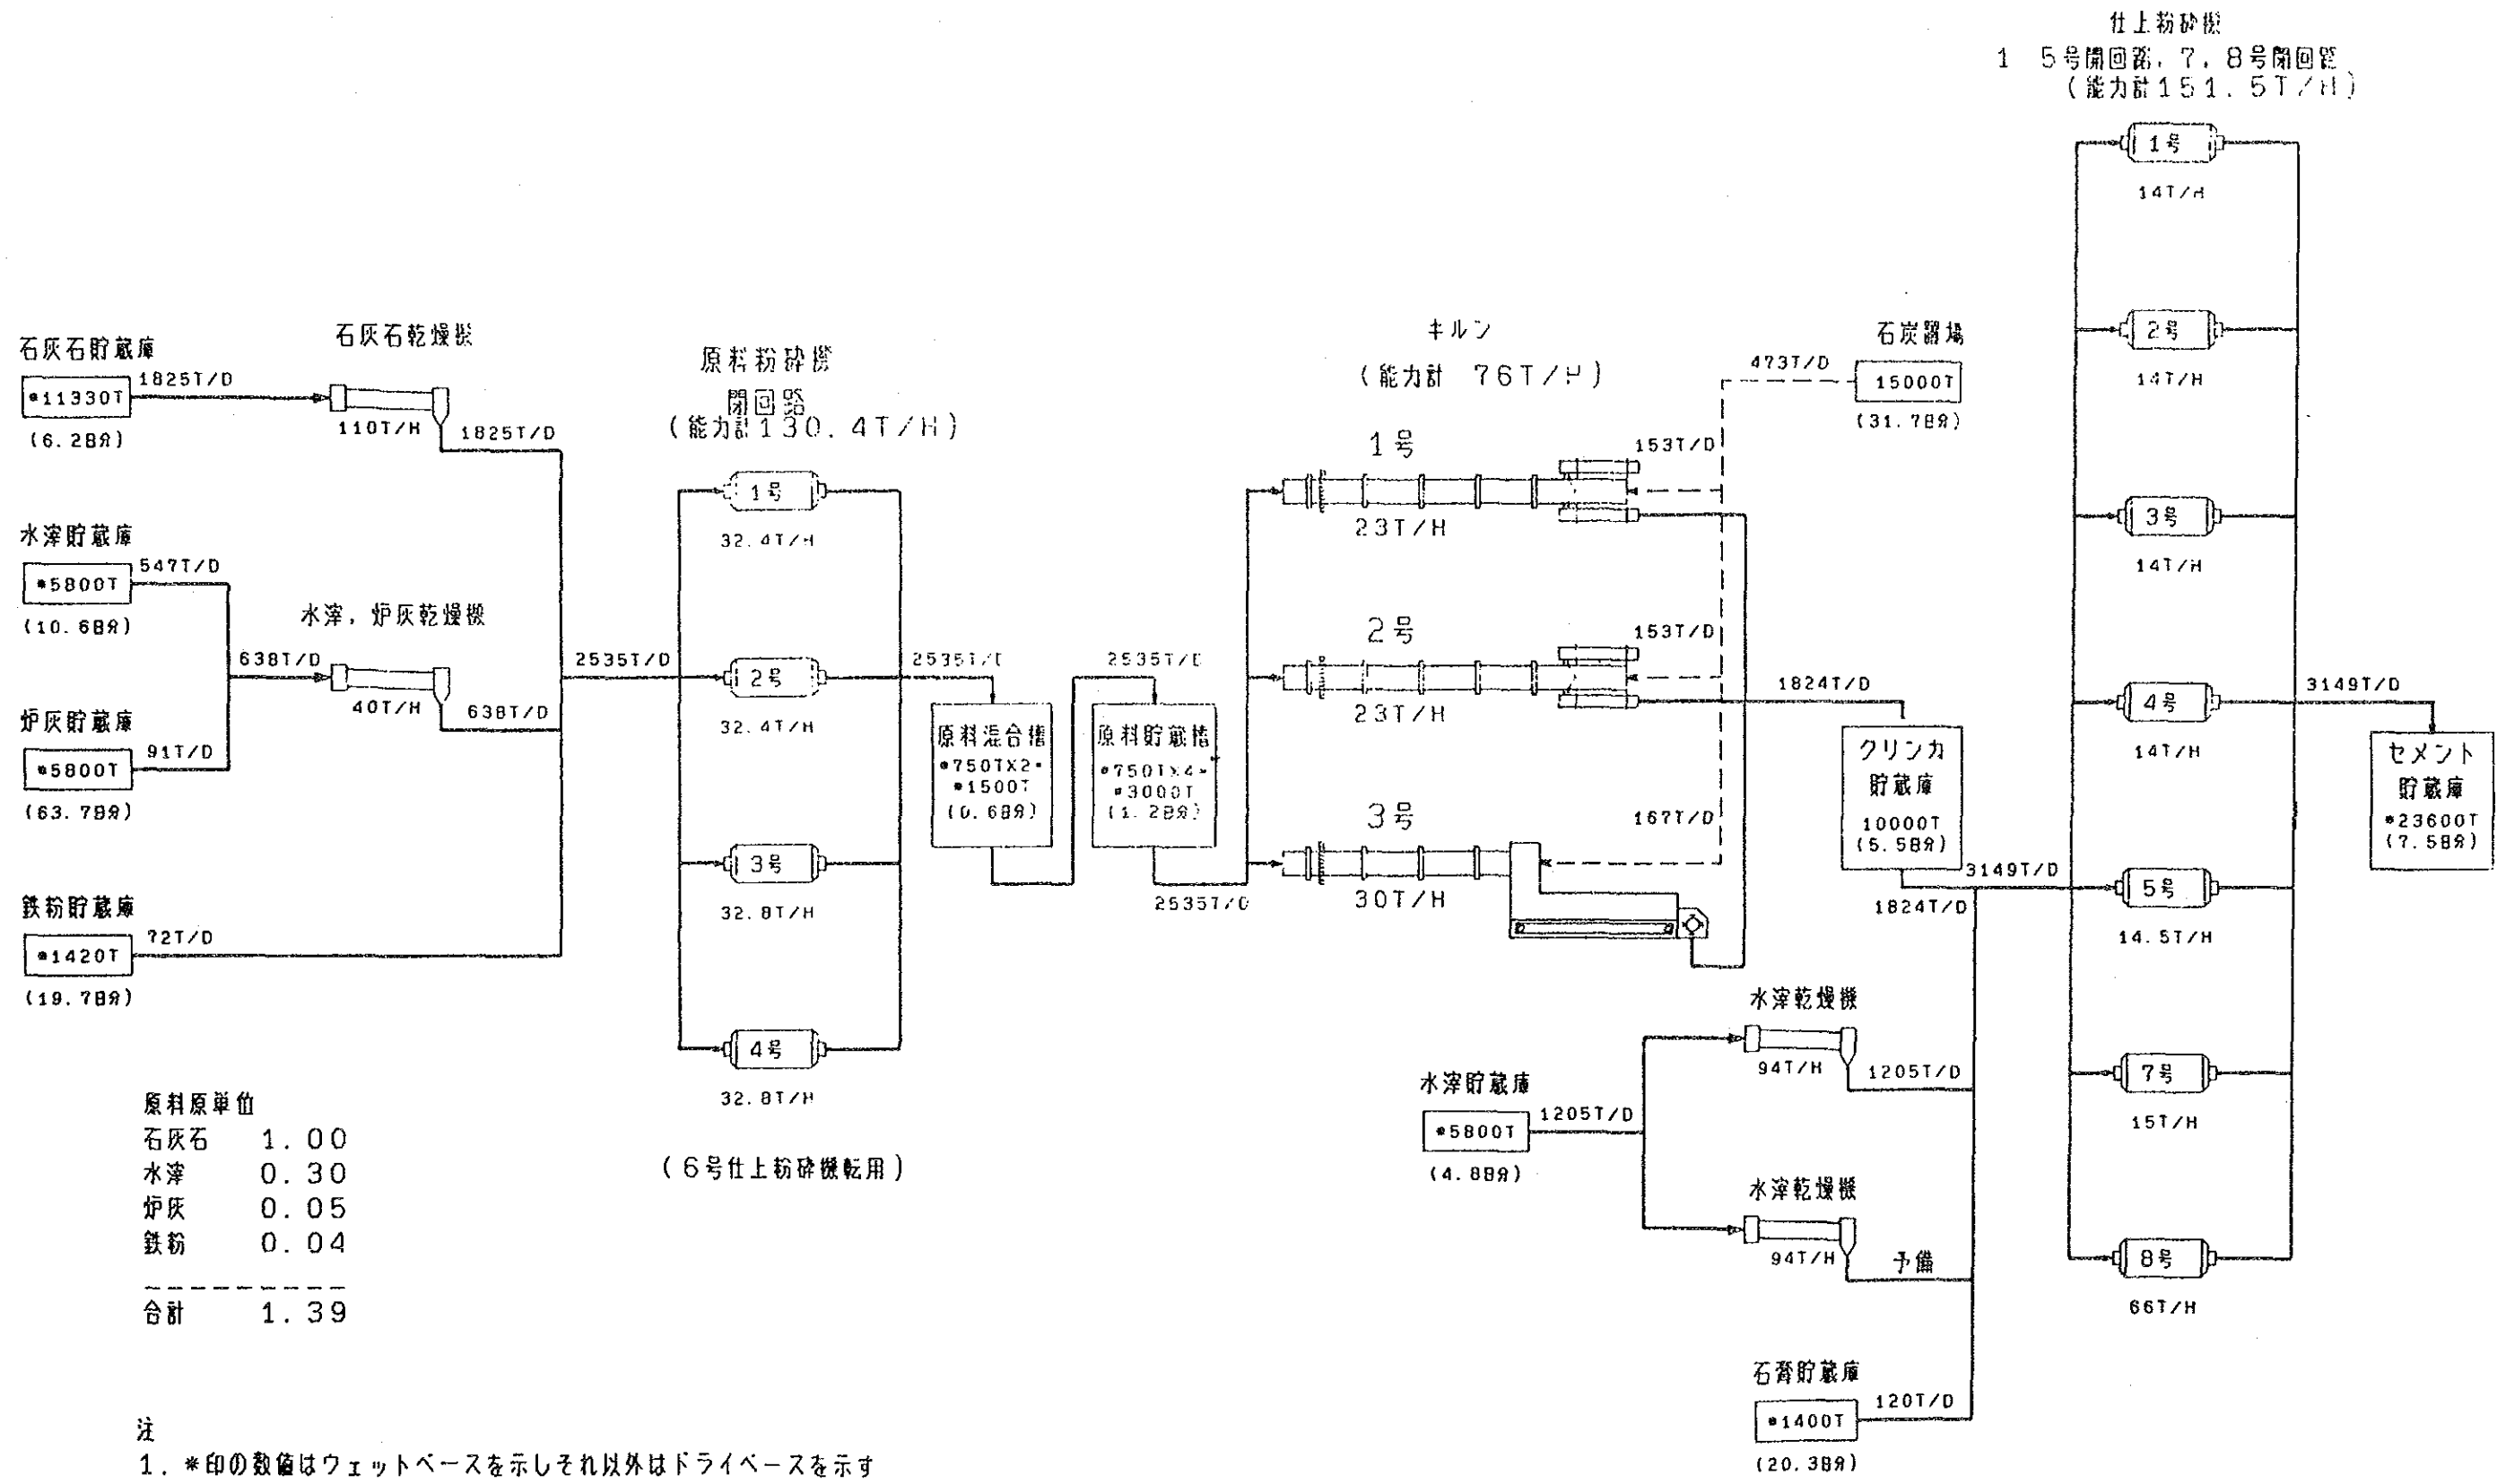 仕上粉砕機
1 5号開回路，7，8号閉回路
(能力計151.5T/H)
1号
14T/H
2号
14T/H
3号
14T/H
4号
14T/H
5号
14.5T/H
7号
15T/H
8号
66T/H
石灰石貯蔵庫
*11330T
(6.2日分)
1825T/D
石灰石乾燥機
110T/H
1825T/D
水滓貯蔵庫
*5800T
(10.6日分)
547T/D
水滓，炉灰乾燥機
638T/D
40T/H
638T/D
炉灰貯蔵庫
*5800T
(63.7日分)
91T/D
鉄粉貯蔵庫
*1420T
(19.7日分)
72T/D
2535T/D
原料粉砕機
閉回路
(能力計130.4T/H)
1号
32.4T/H
2号
32.4T/H
3号
32.8T/H
4号
32.8T/H
(6号仕上粉砕機転用)
2535T/D
原料混合槽
*750TX2=
*1500T
(0.6日分)
2535T/D
原料貯蔵槽
*750TX4=
*3000T
(1.2日分)
2535T/D
キルン
(能力計 76T/H)
1号
23T/H
153T/D
2号
23T/H
153T/D
3号
30T/H
167T/D
石炭置場
473T/D
15000T
(31.7日分)
1824T/D
クリンカ
貯蔵庫
10000T
(5.5日分)
1824T/D
3149T/D
3149T/D
セメント
貯蔵庫
*23600T
(7.5日分)
水滓貯蔵庫
*5800T
(4.8日分)
1205T/D
水滓乾燥機
94T/H
1205T/D
水滓乾燥機
94T/H
予備
石膏貯蔵庫
*1400T
(20.3日分)
120T/D
原料原単位
石灰石 1.00
水滓 0.30
炉灰 0.05
鉄粉 0.04
合計 1.39
注
1. *印の数値はウェットベースを示しそれ以外はドライベースを示す